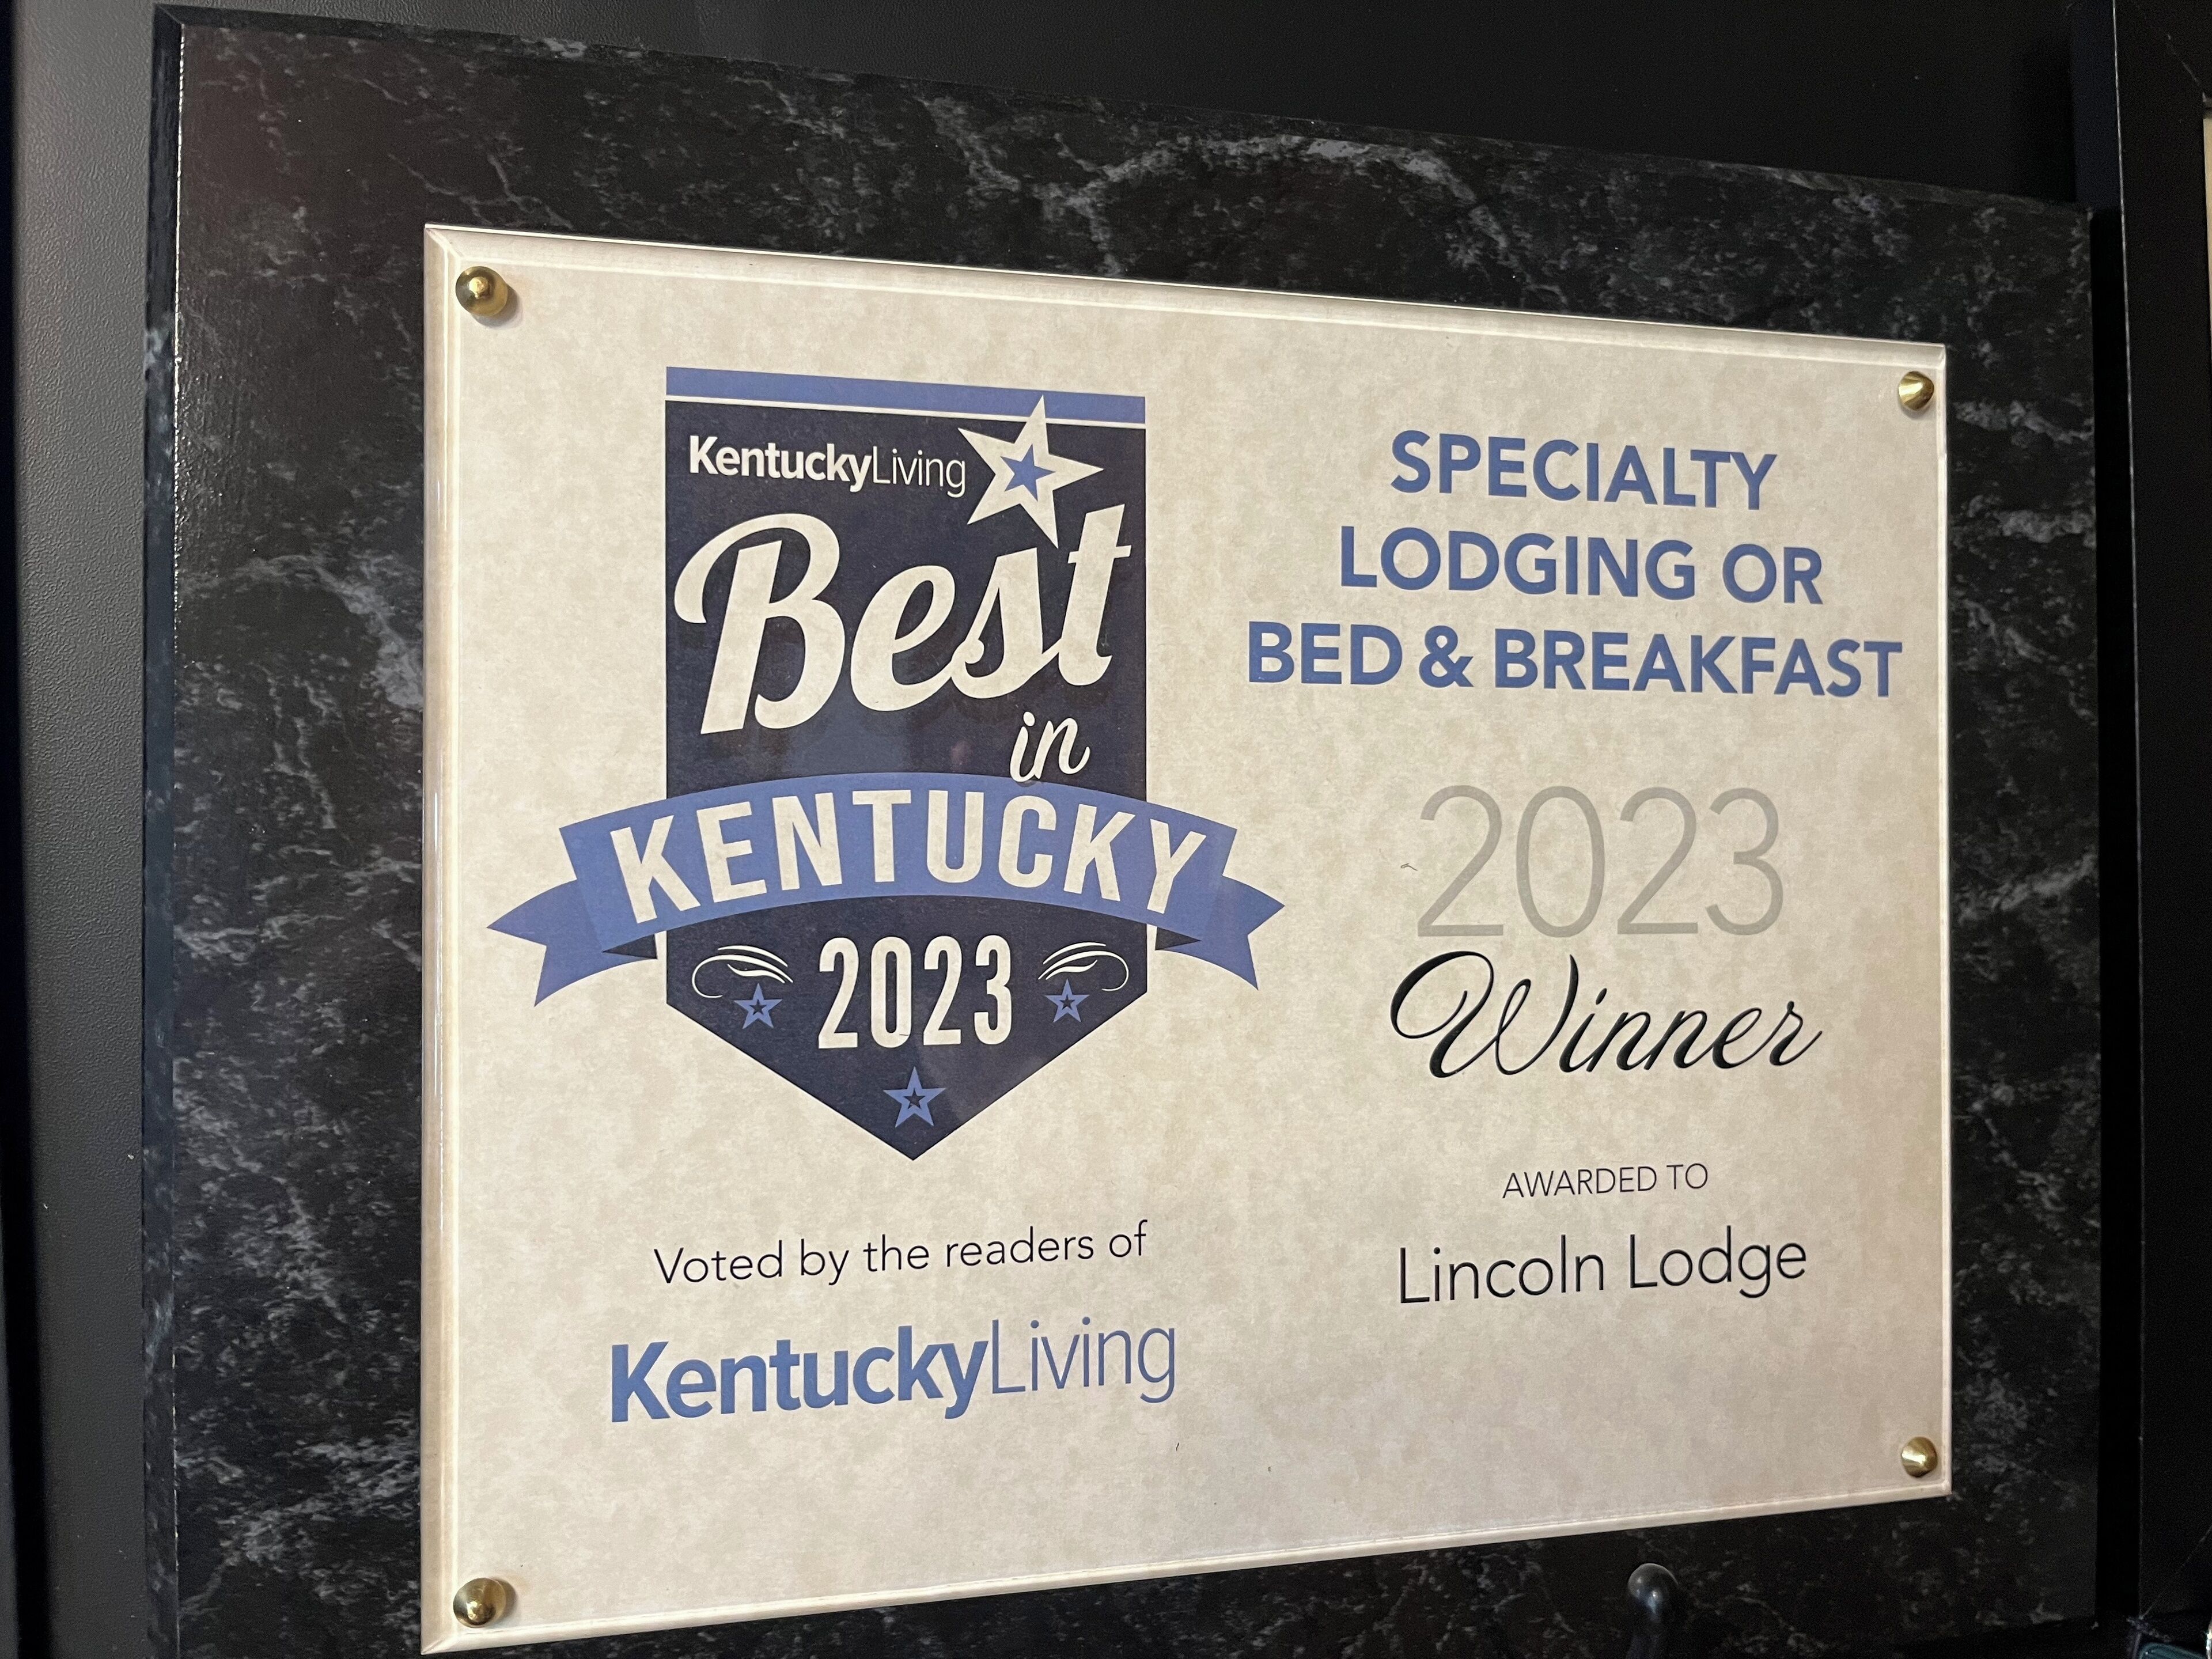 KentuckyLiving
Best
in
KENTUCKY
2023
Voted by the readers of
KentuckyLiving
SPECIALTY
LODGING OR
BED & BREAKFAST
2023
Winner
AWARDED TO
Lincoln Lodge